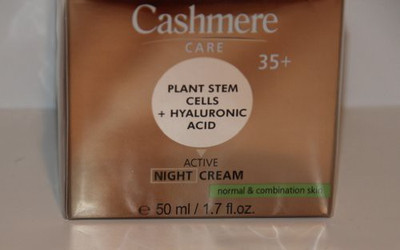 Cashmere
CARE
35+
PLANT STEM
CELLS
+ HYALURONIC
ACID
ACTIVE
NIGHT CREAM
normal & combination skin
℮ 50 ml / 1.7 fl.oz.